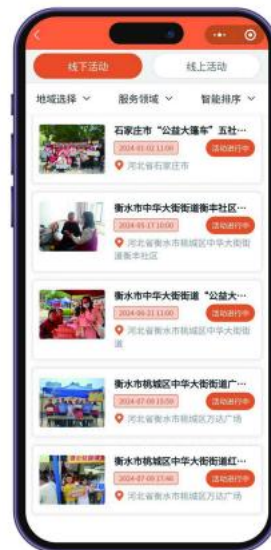 线下活动
线上活动
地域选择
服务领域
智能排序
石家庄市“公益大篷车”五社…
2024-01-02 11:00
活动进行中
河北省石家庄市
衡水市中华大街街道衡丰社区…
2024-05-17 10:00
活动进行中
河北省衡水市桃城区中华大街街
道衡丰社区
衡水市中华大街街道“公益大…
2024-06-21 11:00
活动进行中
河北省衡水市桃城区中华大街街
道
衡水市桃城区中华大街街道广…
2024-07-09 15:59
活动进行中
河北省衡水市桃城区万达广场
衡水市桃城区中华大街街道红…
2024-07-09 17:46
活动进行中
河北省衡水市桃城区万达广场